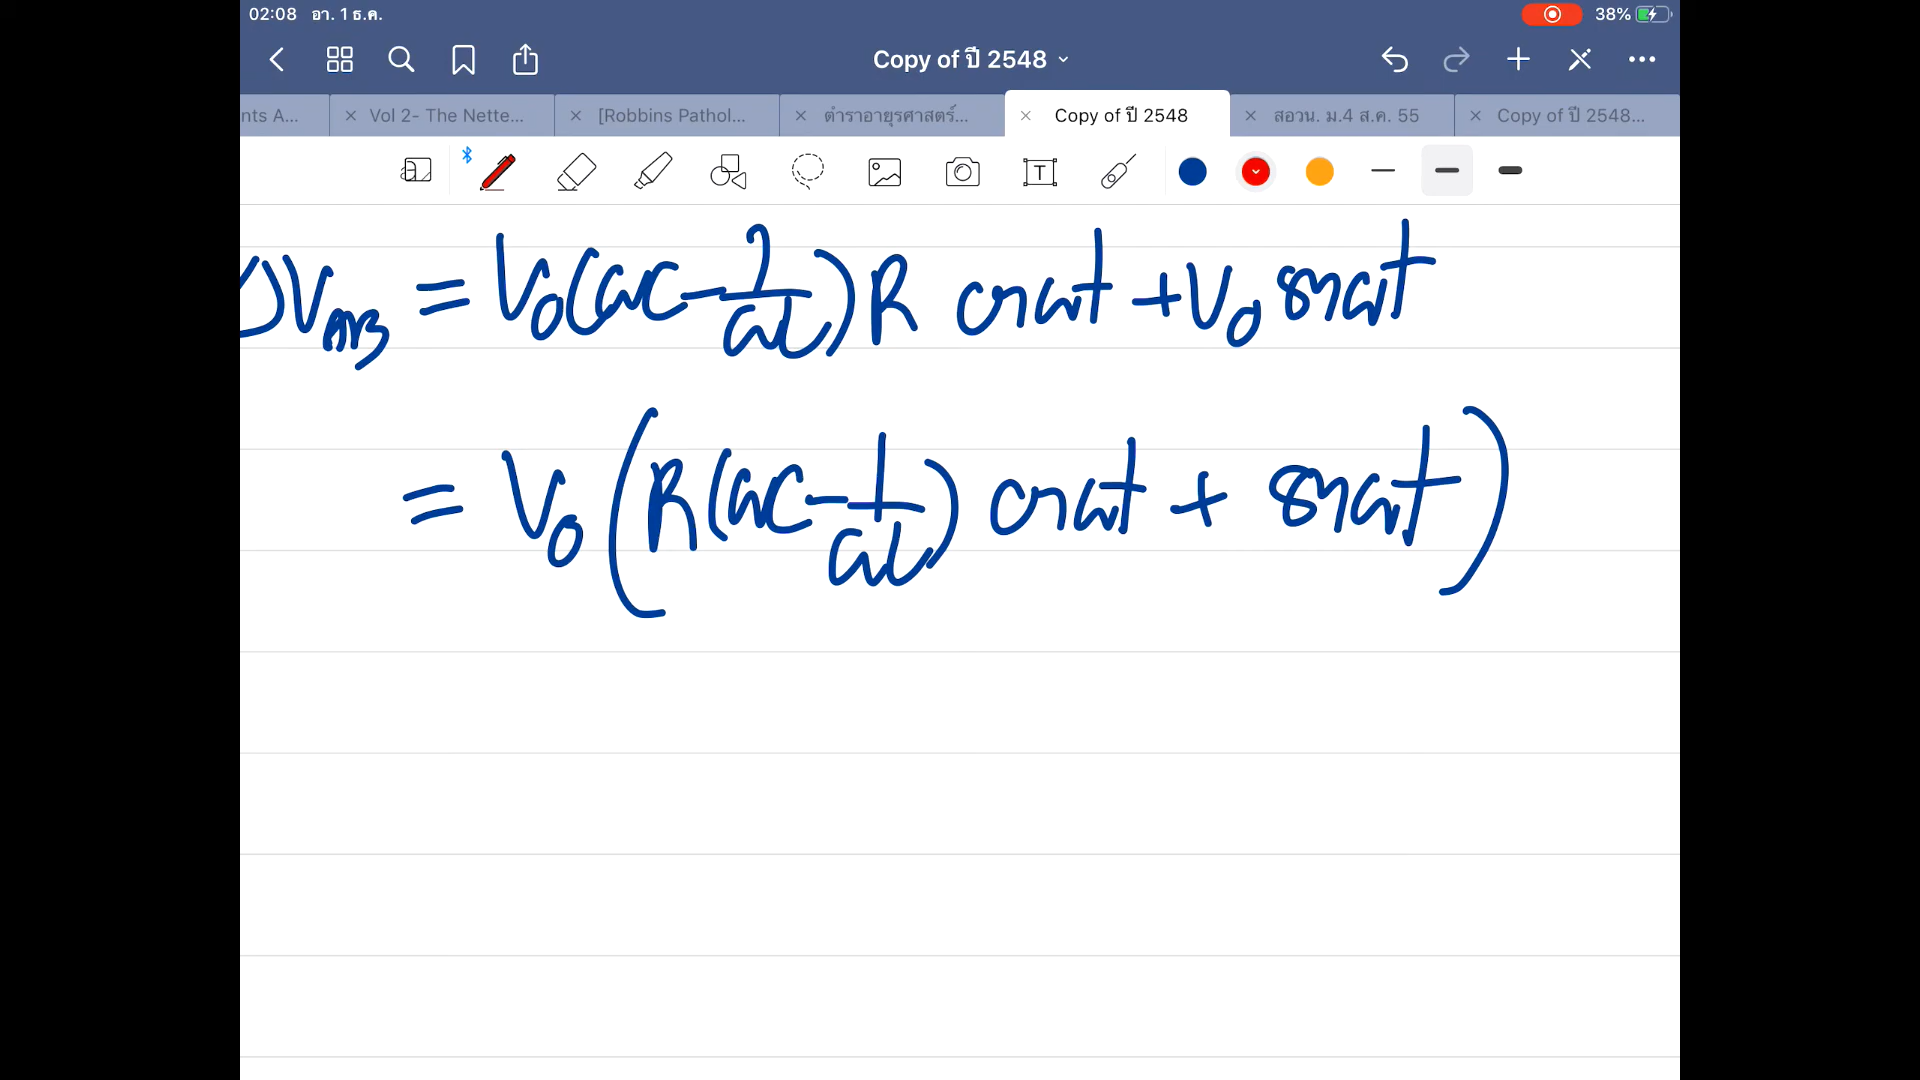 02:08 อา. 1 ธ.ค. 38%
Copy of ปี 2548
nts A... Vol 2- The Nette... [Robbins Pathol... ตำราอายุรศาสตร์... Copy of ปี 2548 สอวน. ม.4 ส.ค. 55 Copy of ปี 2548...
T
ΔV_AB = V₀(ωC - 1/ωL)R cosωt + V₀ sinωt
= V₀(R(ωC - 1/ωL) cosωt + sinωt)